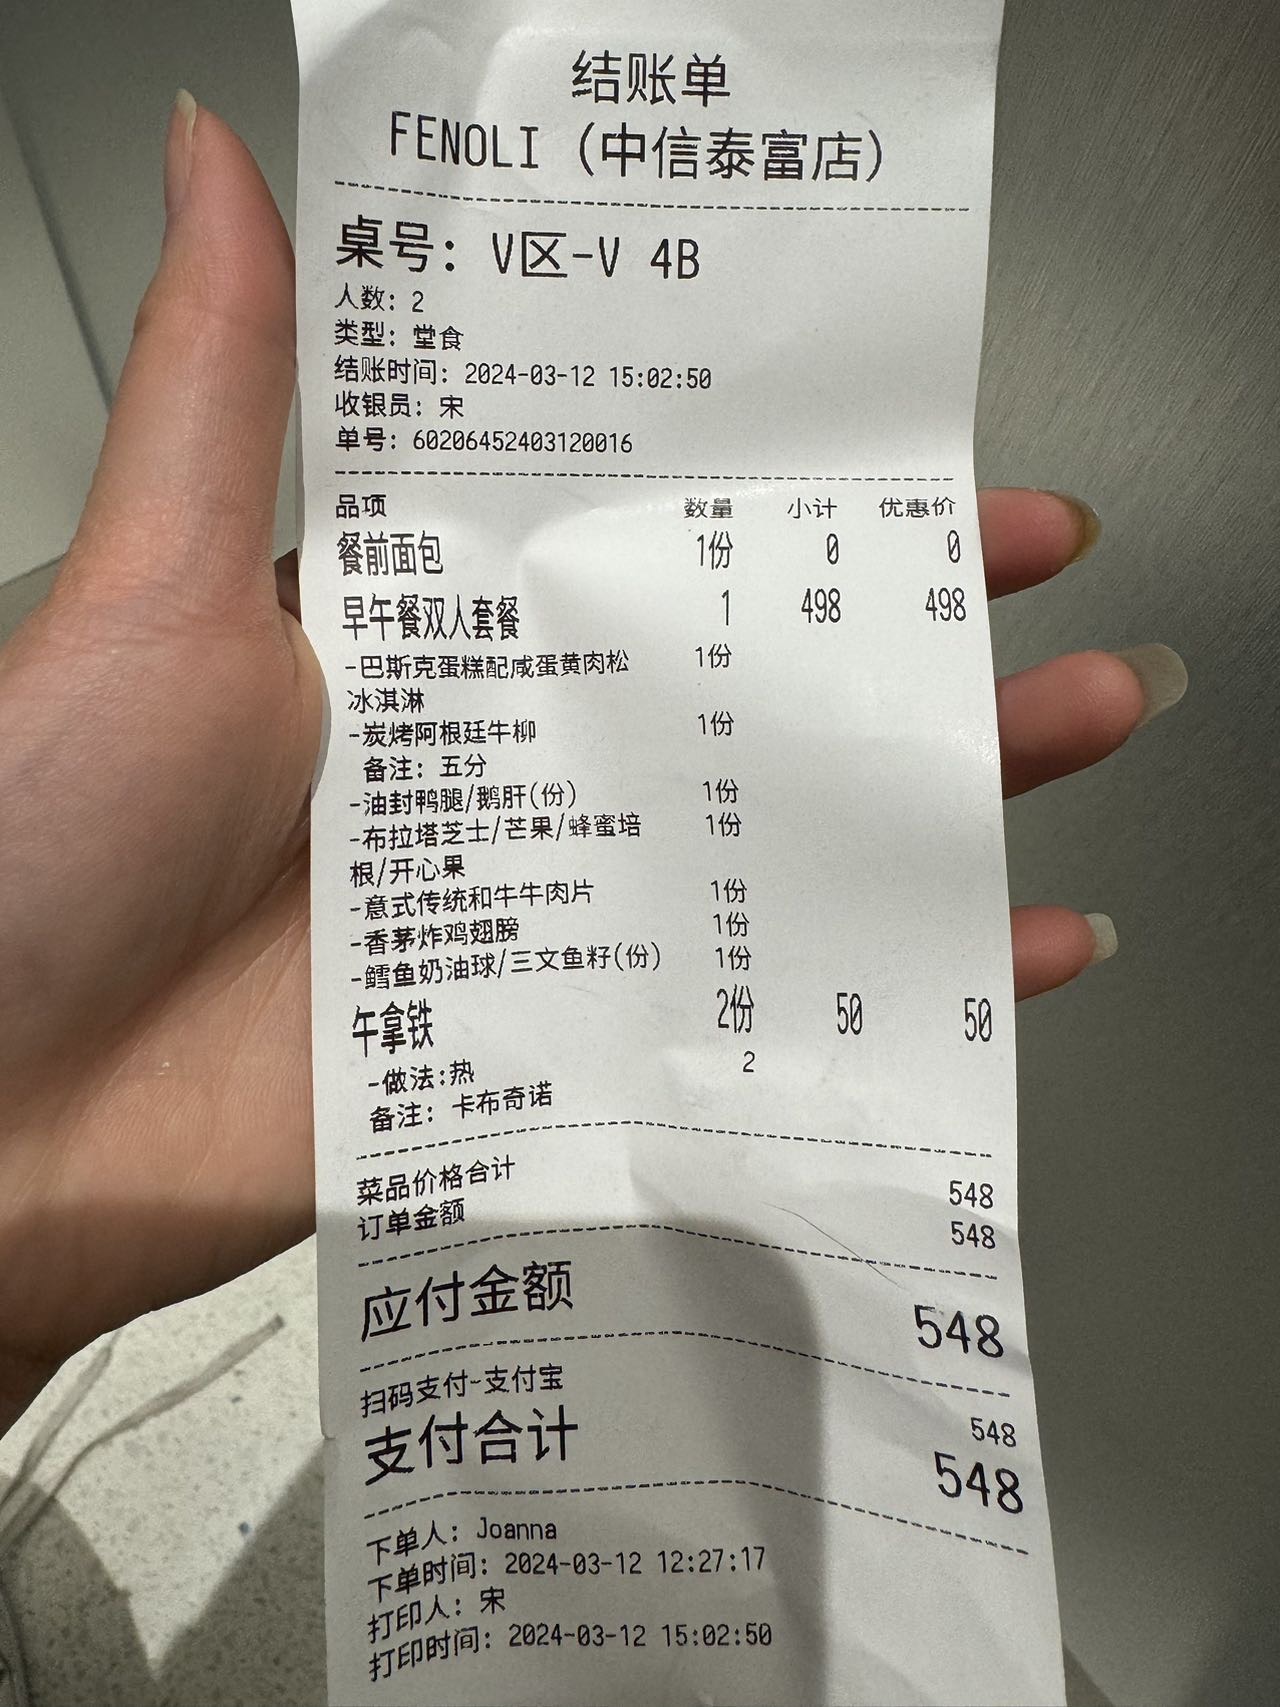 结账单
FENOLI (中信泰富店)
桌号: V区-V 4B
人数: 2
类型: 堂食
结账时间: 2024-03-12 15:02:50
收银员: 宋
单号: 60206452403120016
品项 数量 小计 优惠价
餐前面包 1份 0 0
早午餐双人套餐 1 498 498
-巴斯克蛋糕配咸蛋黄肉松 1份
冰淇淋
-炭烤阿根廷牛柳 1份
备注: 五分
-油封鸭腿/鹅肝(份) 1份
-布拉塔芝士/芒果/蜂蜜培 1份
根/开心果
-意式传统和牛牛肉片 1份
-香茅炸鸡翅膀 1份
-鳕鱼奶油球/三文鱼籽(份) 1份
午拿铁 2份 50 50
-做法:热 2
备注: 卡布奇诺
菜品价格合计 548
订单金额 548
应付金额 548
扫码支付-支付宝 548
支付合计 548
下单人: Joanna
下单时间: 2024-03-12 12:27:17
打印人: 宋
打印时间: 2024-03-12 15:02:50